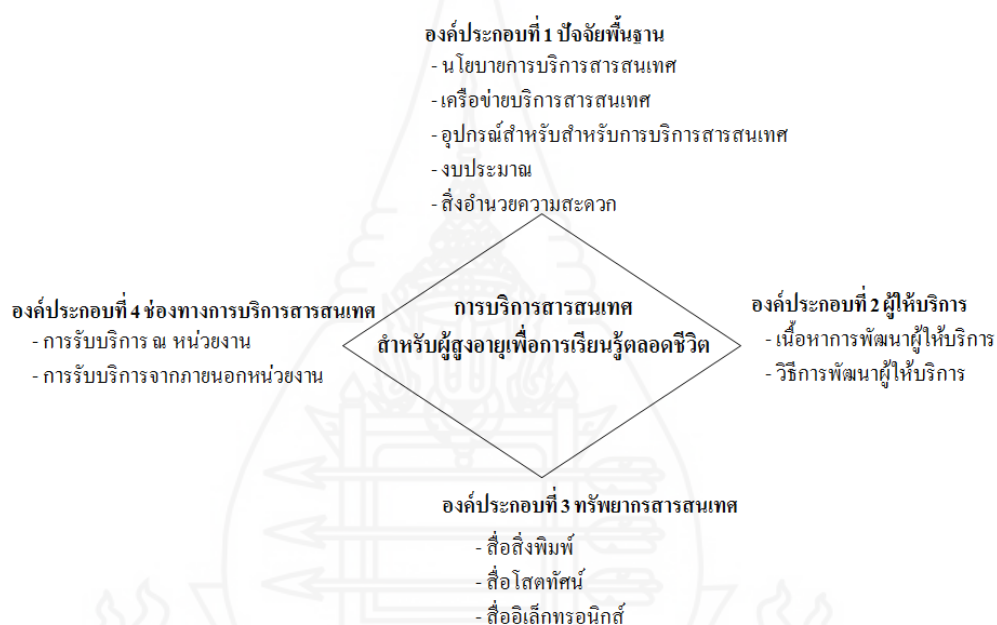 องค์ประกอบที่ 1 ปัจจัยพื้นฐาน
- นโยบายการบริการสารสนเทศ
- เครือข่ายบริการสารสนเทศ
- อุปกรณ์สำหรับสำหรับการบริการสารสนเทศ
- งบประมาณ
- สิ่งอำนวยความสะดวก
องค์ประกอบที่ 4 ช่องทางการบริการสารสนเทศ
- การรับบริการ ณ หน่วยงาน
- การรับบริการจากภายนอกหน่วยงาน
การบริการสารสนเทศ
สำหรับผู้สูงอายุเพื่อการเรียนรู้ตลอดชีวิต
องค์ประกอบที่ 2 ผู้ให้บริการ
- เนื้อหาการพัฒนาผู้ให้บริการ
- วิธีการพัฒนาผู้ให้บริการ
องค์ประกอบที่ 3 ทรัพยากรสารสนเทศ
- สื่อสิ่งพิมพ์
- สื่อโสตทัศน์
- สื่ออิเล็กทรอนิกส์